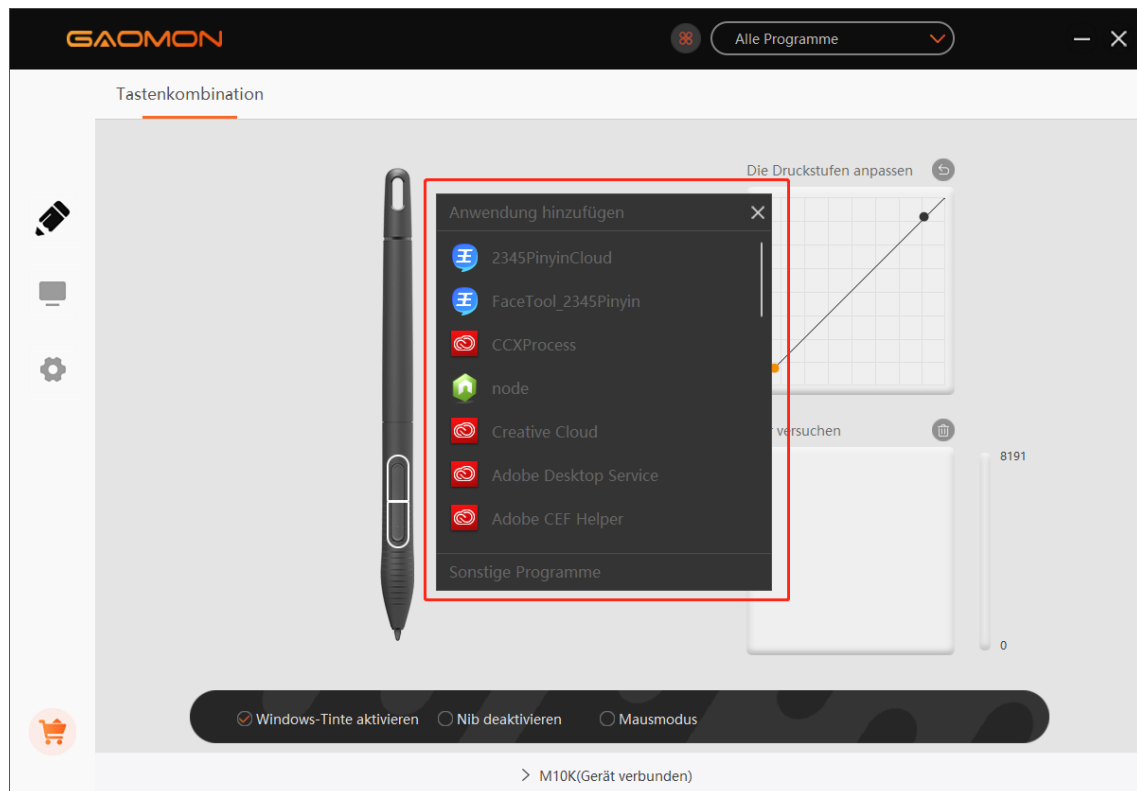 GAOMON
Alle Programme
Tastenkombination
Die Druckstufen anpassen
Anwendung hinzufügen
2345PinyinCloud
FaceTool_2345Pinyin
CCXProcess
node
Creative Cloud
Adobe Desktop Service
Adobe CEF Helper
Sonstige Programme
versuchen
8191
0
Windows-Tinte aktivieren
Nib deaktivieren
Mausmodus
M10K(Gerät verbunden)